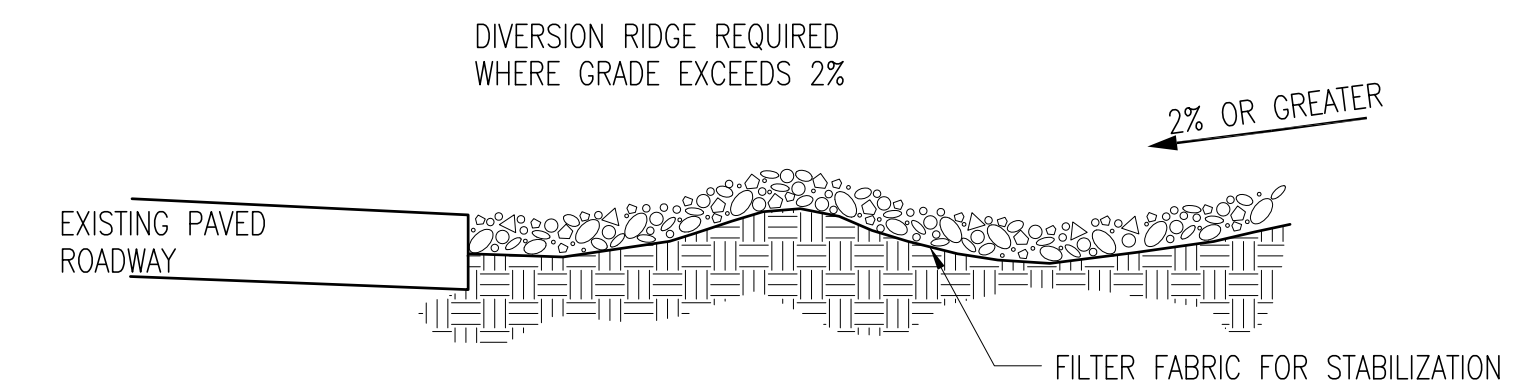 DIVERSION RIDGE REQUIRED
WHERE GRADE EXCEEDS 2%
2% OR GREATER
EXISTING PAVED
ROADWAY
FILTER FABRIC FOR STABILIZATION